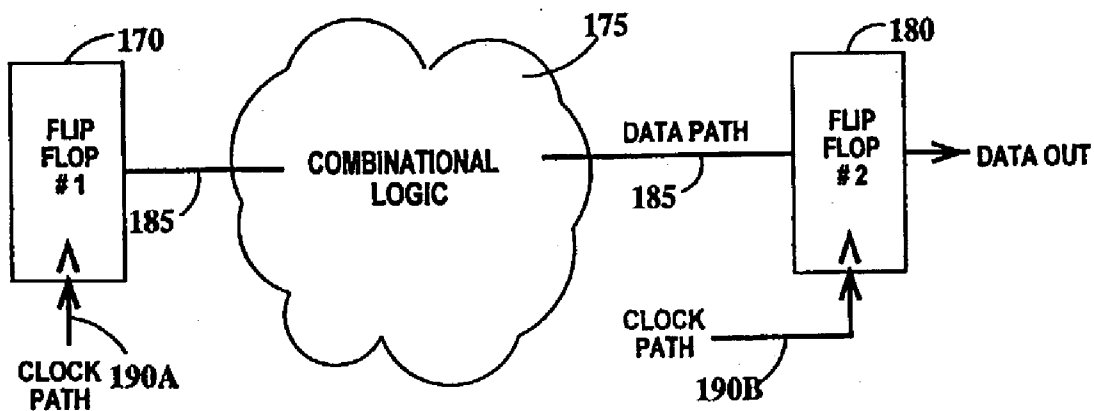 170
FLIP
FLOP
# 1
185
CLOCK
PATH
190A
175
COMBINATIONAL
LOGIC
DATA PATH
185
180
FLIP
FLOP
# 2
DATA OUT
CLOCK
PATH
190B